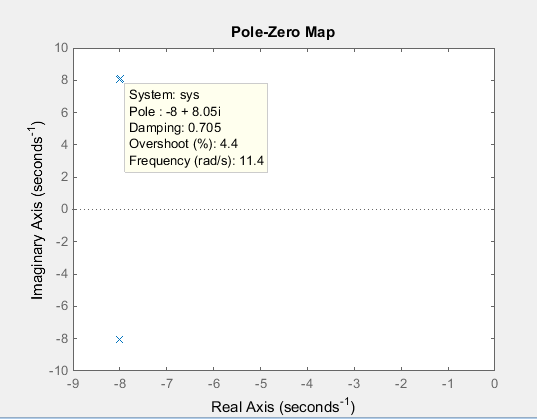 Pole-Zero Map
10
8
6
4
2
0
-2
-4
-6
-8
-10
Imaginary Axis (seconds⁻¹)
System: sys
Pole : -8 + 8.05i
Damping: 0.705
Overshoot (%): 4.4
Frequency (rad/s): 11.4
-9 -8 -7 -6 -5 -4 -3 -2 -1 0
Real Axis (seconds⁻¹)